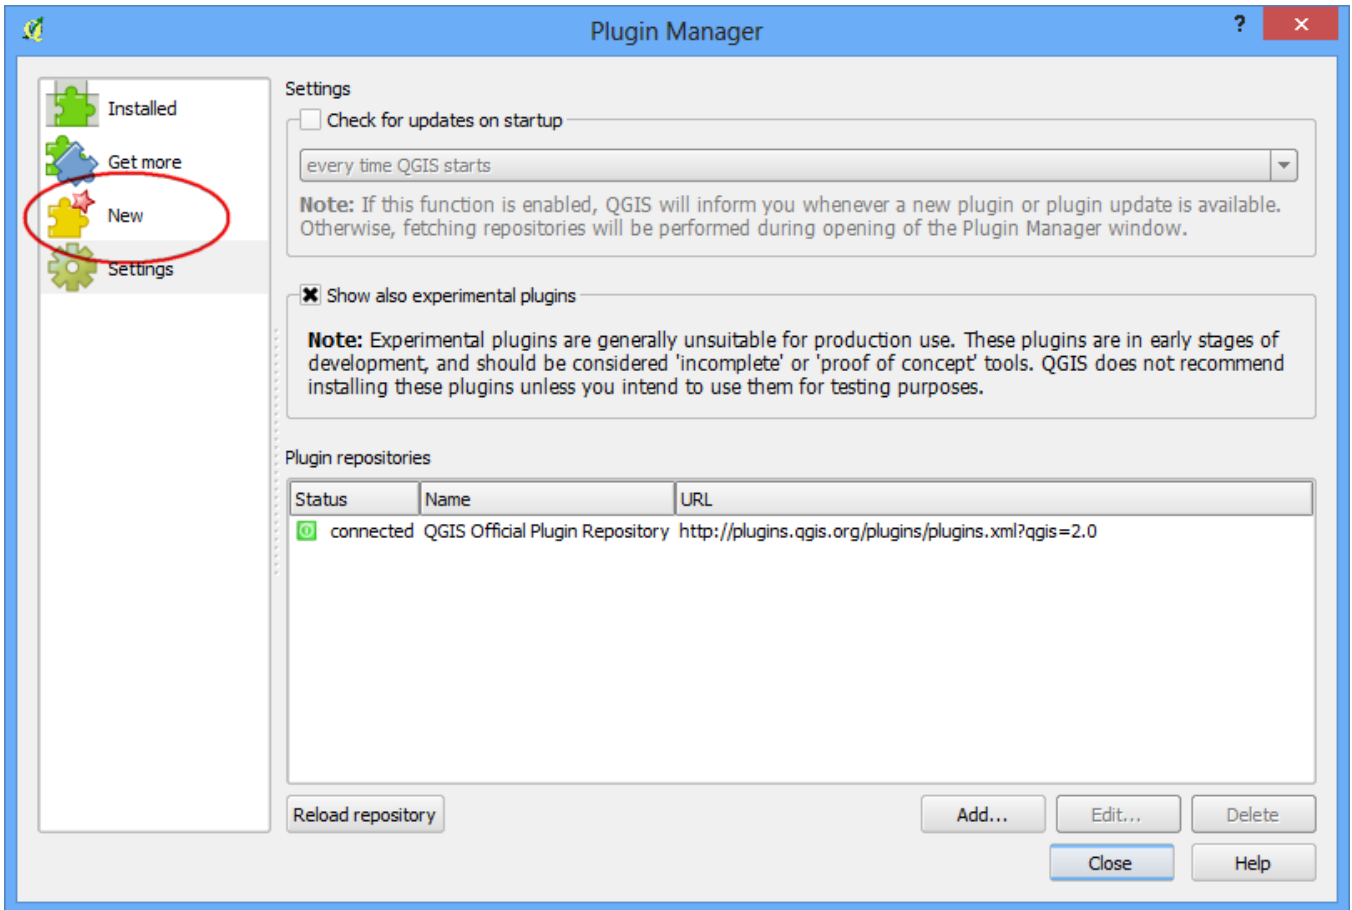 Plugin Manager
?
Installed
Get more
New
Settings
Settings
Check for updates on startup
every time QGIS starts
Note: If this function is enabled, QGIS will inform you whenever a new plugin or plugin update is available.
Otherwise, fetching repositories will be performed during opening of the Plugin Manager window.
Show also experimental plugins
Note: Experimental plugins are generally unsuitable for production use. These plugins are in early stages of
development, and should be considered 'incomplete' or 'proof of concept' tools. QGIS does not recommend
installing these plugins unless you intend to use them for testing purposes.
Plugin repositories
Status Name URL
connected QGIS Official Plugin Repository http://plugins.qgis.org/plugins/plugins.xml?qgis=2.0
Reload repository Add... Edit... Delete
Close Help